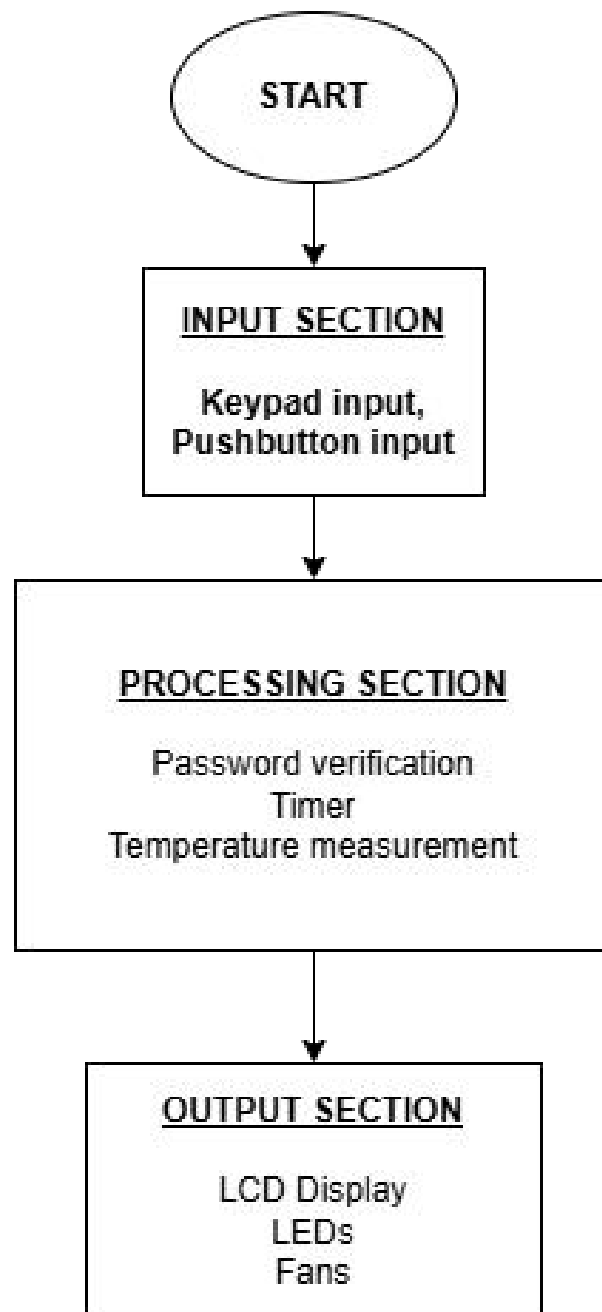 START
INPUT SECTION
Keypad input,
Pushbutton input
PROCESSING SECTION
Password verification
Timer
Temperature measurement
OUTPUT SECTION
LCD Display
LEDs
Fans